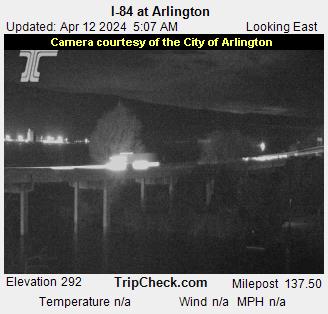 I-84 at Arlington
Updated: Apr 12 2024 5:07 AM Looking East
Camera courtesy of the City of Arlington
Elevation 292 TripCheck.com Milepost 137.50
Temperature n/a Wind n/a MPH n/a